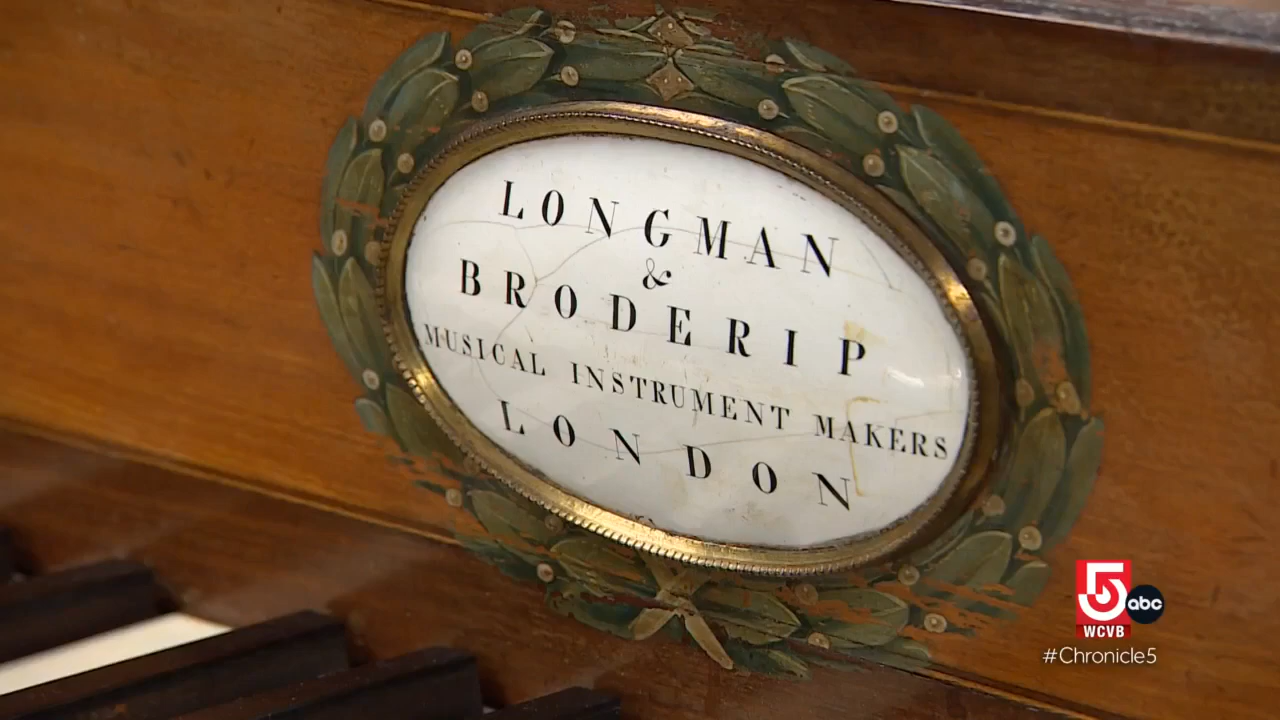 LONGMAN
&
BRODERIP
MUSICAL INSTRUMENT MAKERS
LONDON
5
abc
WCVB
#Chronicle5